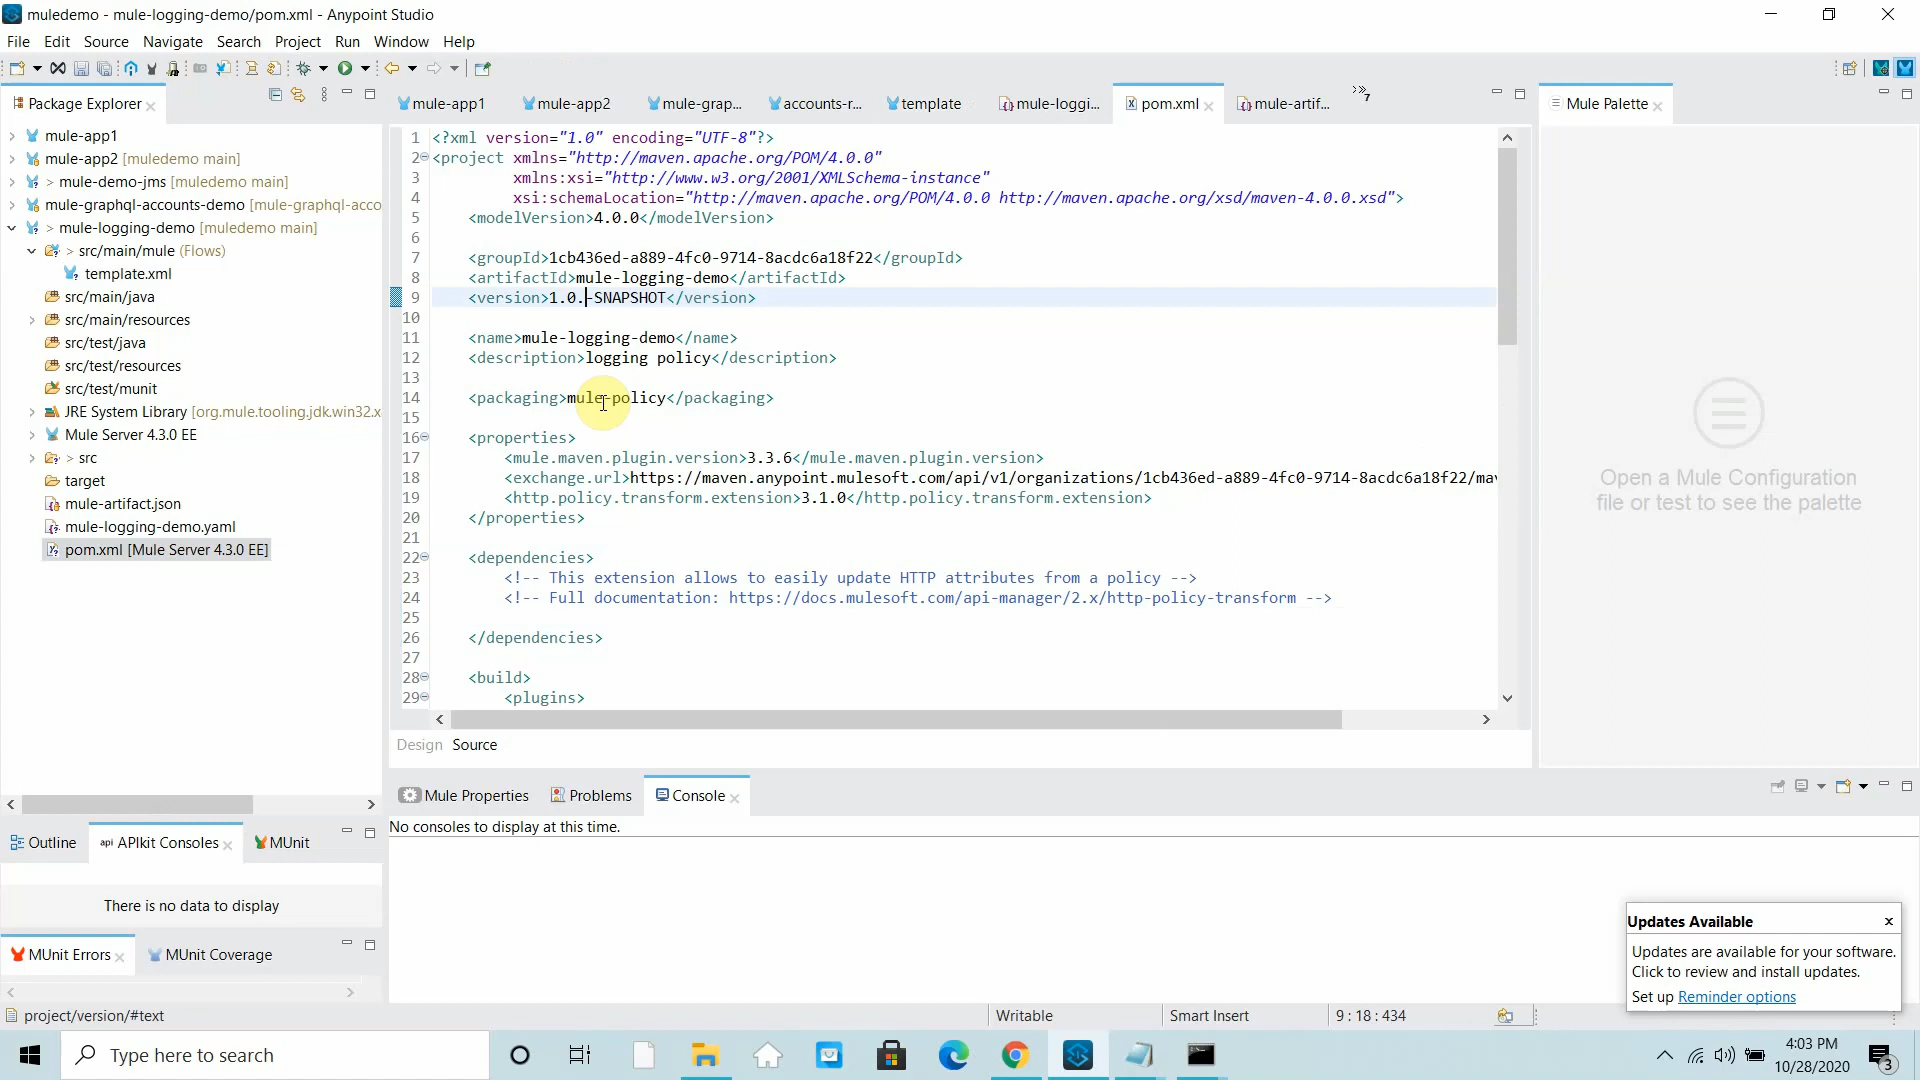 muledemo - mule-logging-demo/pom.xml - Anypoint Studio
File Edit Source Navigate Search Project Run Window Help
Package Explorer
mule-app1
mule-app2 [muledemo main]
> mule-demo-jms [muledemo main]
mule-graphql-accounts-demo [mule-graphql-acco
> mule-logging-demo [muledemo main]
> src/main/mule (Flows)
template.xml
src/main/java
src/main/resources
src/test/java
src/test/resources
src/test/munit
JRE System Library [org.mule.tooling.jdk.win32.x
Mule Server 4.3.0 EE
> src
target
mule-artifact.json
mule-logging-demo.yaml
pom.xml [Mule Server 4.3.0 EE]
mule-app1 mule-app2 mule-grap... accounts-r... template mule-loggi... pom.xml mule-artif... »7
1 <?xml version="1.0" encoding="UTF-8"?>
2 <project xmlns="http://maven.apache.org/POM/4.0.0"
3 xmlns:xsi="http://www.w3.org/2001/XMLSchema-instance"
4 xsi:schemaLocation="http://maven.apache.org/POM/4.0.0 http://maven.apache.org/xsd/maven-4.0.0.xsd">
5 <modelVersion>4.0.0</modelVersion>
6
7 <groupId>1cb436ed-a889-4fc0-9714-8acdc6a18f22</groupId>
8 <artifactId>mule-logging-demo</artifactId>
9 <version>1.0.-SNAPSHOT</version>
10
11 <name>mule-logging-demo</name>
12 <description>logging policy</description>
13
14 <packaging>mule-policy</packaging>
15
16 <properties>
17 <mule.maven.plugin.version>3.3.6</mule.maven.plugin.version>
18 <exchange.url>https://maven.anypoint.mulesoft.com/api/v1/organizations/1cb436ed-a889-4fc0-9714-8acdc6a18f22/mav
19 <http.policy.transform.extension>3.1.0</http.policy.transform.extension>
20 </properties>
21
22 <dependencies>
23 <!-- This extension allows to easily update HTTP attributes from a policy -->
24 <!-- Full documentation: https://docs.mulesoft.com/api-manager/2.x/http-policy-transform -->
25
26 </dependencies>
27
28 <build>
29 <plugins>
Design Source
Mule Palette
Open a Mule Configuration
file or test to see the palette
Mule Properties Problems Console
No consoles to display at this time.
Outline api APIkit Consoles MUnit
There is no data to display
MUnit Errors MUnit Coverage
Updates Available x
Updates are available for your software.
Click to review and install updates.
Set up Reminder options
project/version/#text Writable Smart Insert 9 : 18 : 434
Type here to search
4:03 PM
10/28/2020
3